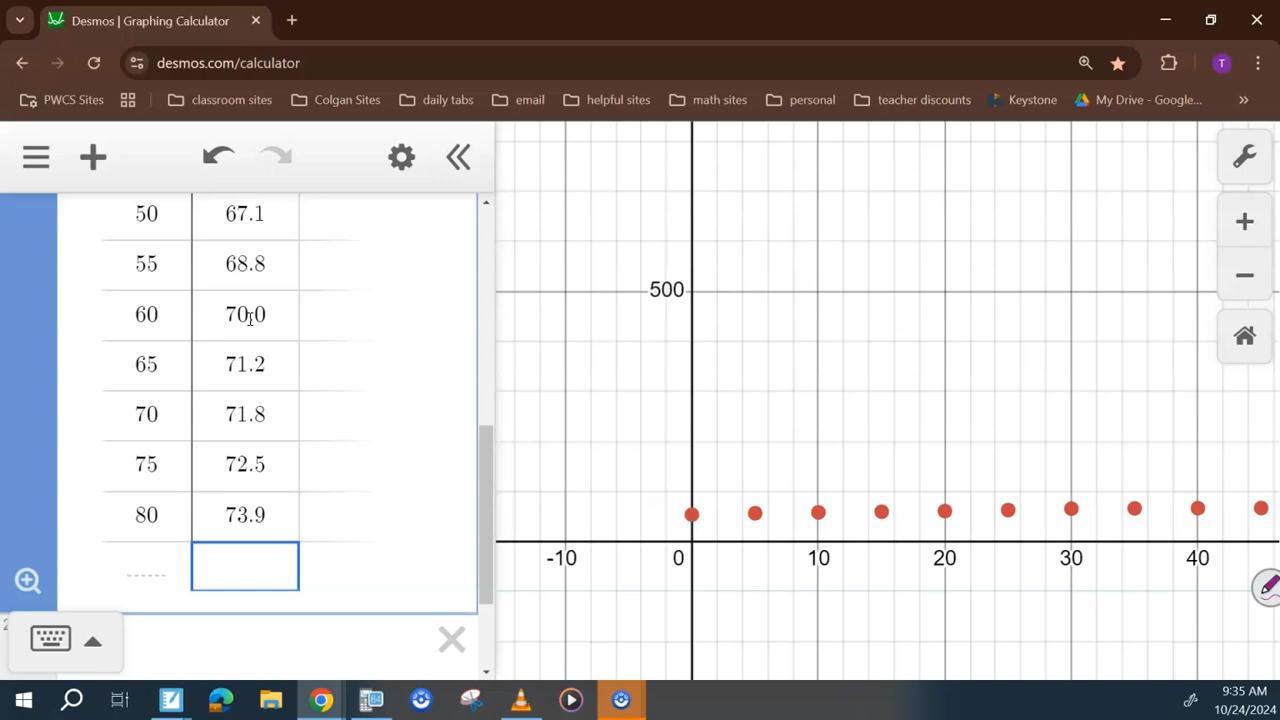 Desmos | Graphing Calculator
desmos.com/calculator
T
PWCS Sites
classroom sites
Colgan Sites
daily tabs
email
helpful sites
math sites
personal
teacher discounts
Keystone
My Drive - Google...
50 67.1
55 68.8
60 70.0
65 71.2
70 71.8
75 72.5
80 73.9
500
-10 0 10 20 30 40
9:35 AM
10/24/2024